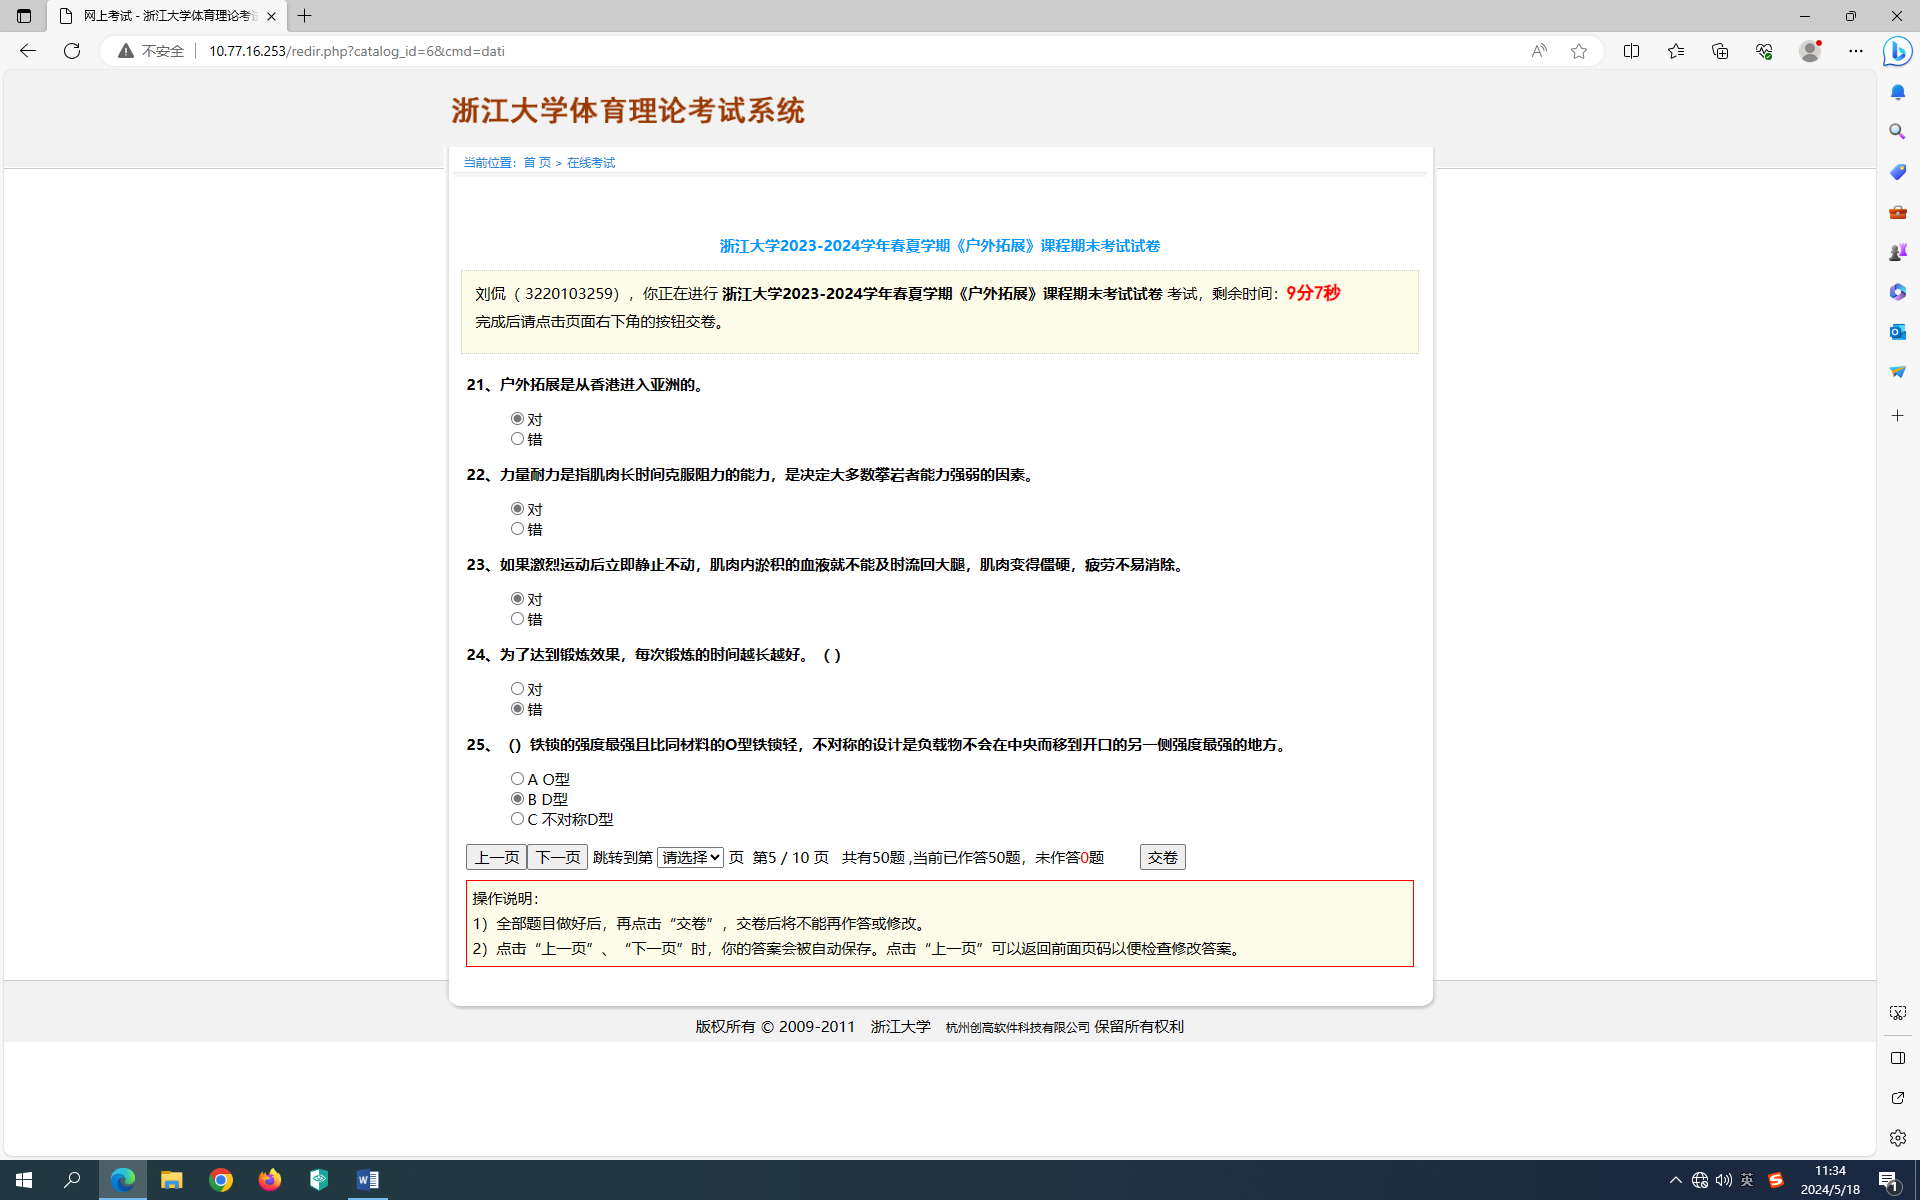 网上考试 - 浙江大学体育理论考试
不安全
10.77.16.253/redir.php?catalog_id=6&cmd=dati
浙江大学体育理论考试系统
当前位置：首 页 > 在线考试
浙江大学2023-2024学年春夏学期《户外拓展》课程期末考试试卷
刘侃（ 3220103259），你正在进行 浙江大学2023-2024学年春夏学期《户外拓展》课程期末考试试卷 考试，剩余时间：9分7秒
完成后请点击页面右下角的按钮交卷。
21、户外拓展是从香港进入亚洲的。
对
错
22、力量耐力是指肌肉长时间克服阻力的能力，是决定大多数攀岩者能力强弱的因素。
对
错
23、如果激烈运动后立即静止不动，肌肉内淤积的血液就不能及时流回大腿，肌肉变得僵硬，疲劳不易消除。
对
错
24、为了达到锻炼效果，每次锻炼的时间越长越好。（ ）
对
错
25、（）铁锁的强度最强且比同材料的O型铁锁轻，不对称的设计是负载物不会在中央而移到开口的另一侧强度最强的地方。
A O型
B D型
C 不对称D型
上一页 下一页 跳转到第 请选择 页 第5 / 10 页 共有50题 ,当前已作答50题，未作答0题 交卷
操作说明：
1）全部题目做好后，再点击“交卷”，交卷后将不能再作答或修改。
2）点击“上一页”、“下一页”时，你的答案会被自动保存。点击“上一页”可以返回前面页码以便检查修改答案。
版权所有 © 2009-2011 浙江大学 杭州创高软件科技有限公司 保留所有权利
英
11:34
2024/5/18
1